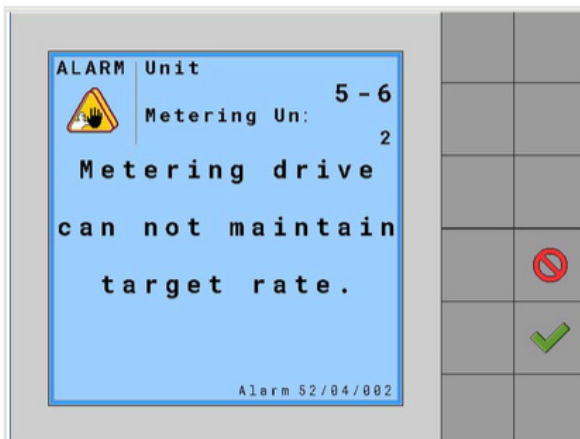 ALARM Unit
5-6
Metering Un:
2
Metering drive
can not maintain
target rate.
Alarm 52/04/002